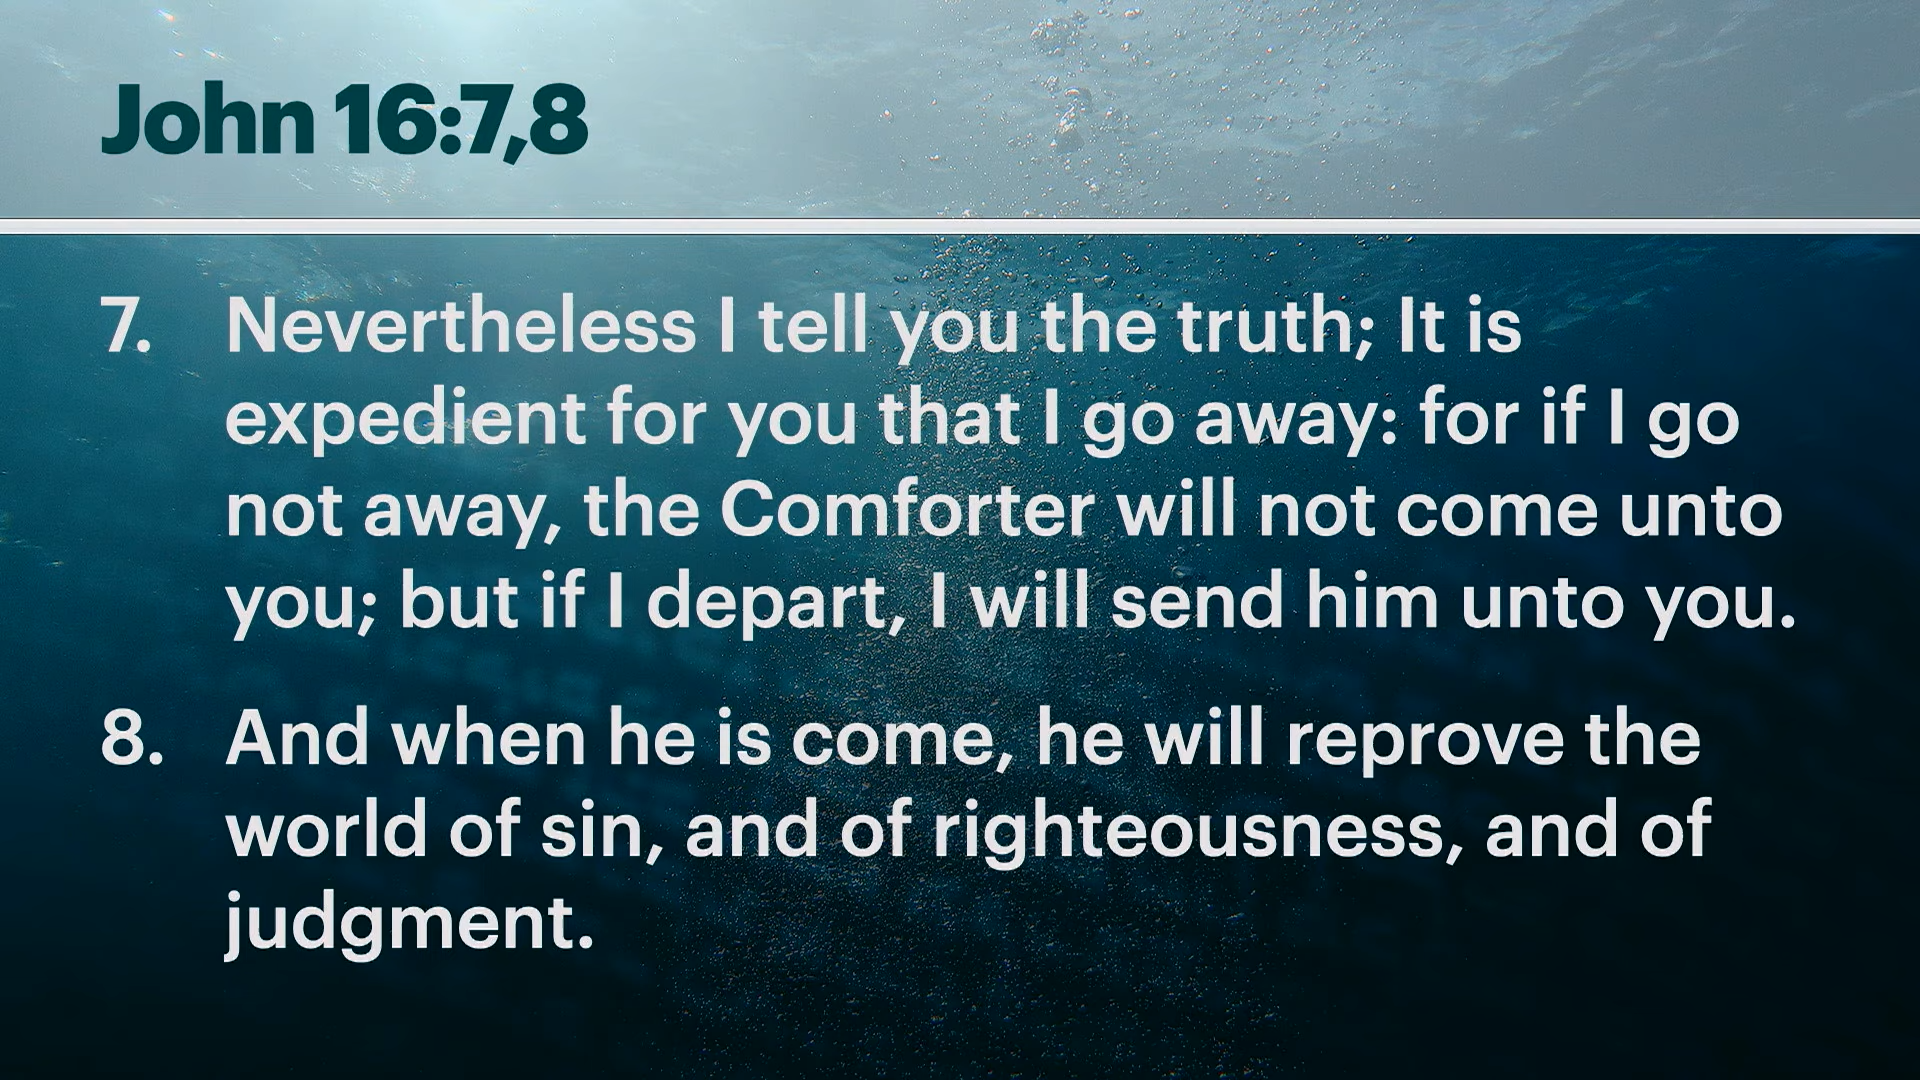 John 16:7,8
7. Nevertheless I tell you the truth; It is
expedient for you that I go away: for if I go
not away, the Comforter will not come unto
you; but if I depart, I will send him unto you.
8. And when he is come, he will reprove the
world of sin, and of righteousness, and of
judgment.